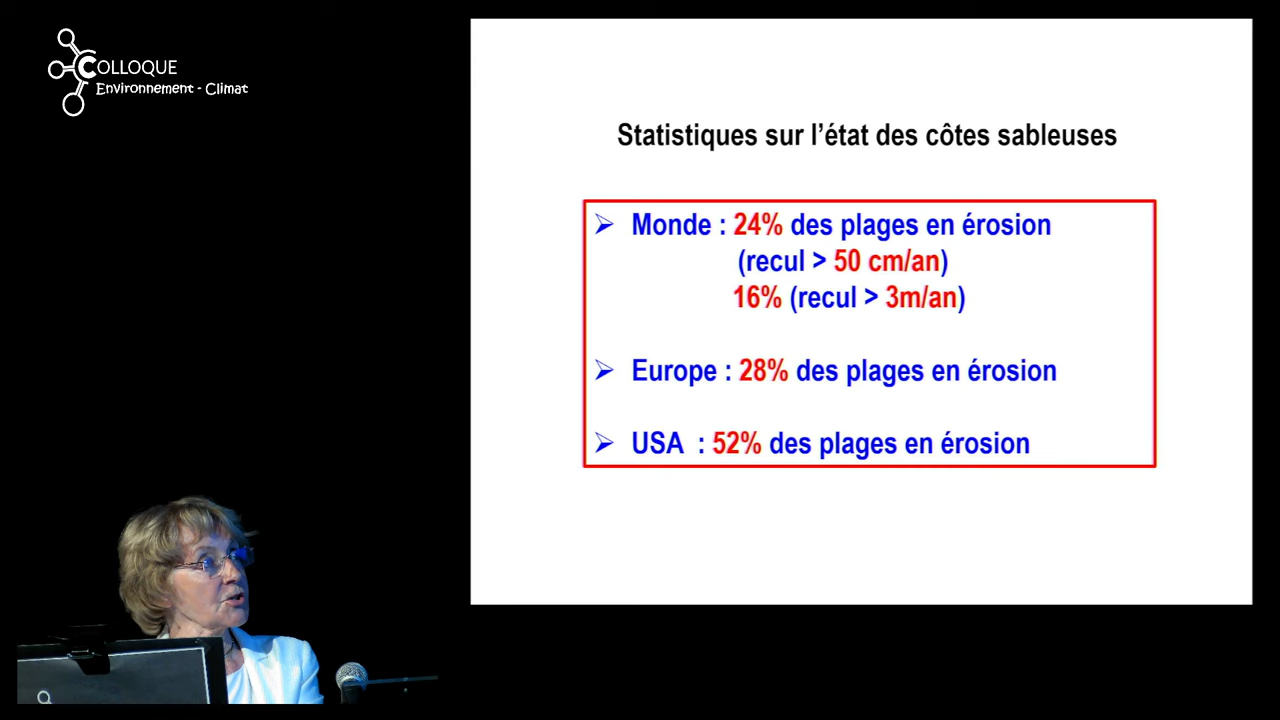 COLLOQUE
Environnement - Climat
Statistiques sur l'état des côtes sableuses
➢ Monde : 24% des plages en érosion
(recul > 50 cm/an)
16% (recul > 3m/an)
➢ Europe : 28% des plages en érosion
➢ USA : 52% des plages en érosion